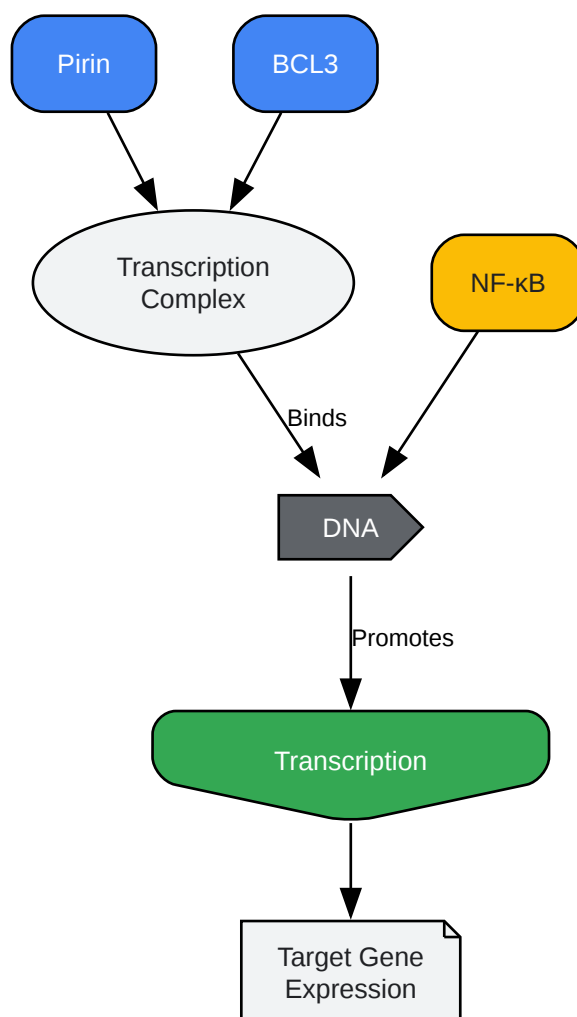 Pirin
BCL3
Transcription
Complex
NF-κB
Binds
DNA
Promotes
Transcription
Target Gene
Expression